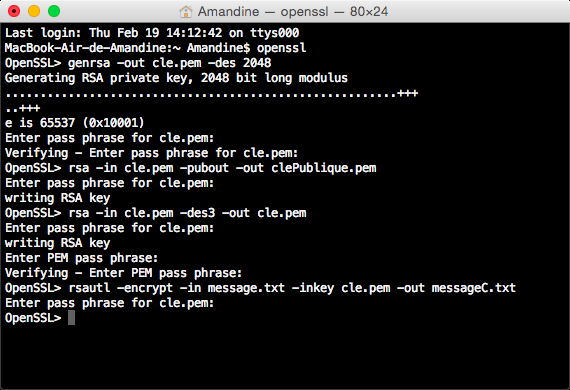 Amandine — openssl — 80×24
Last login: Thu Feb 19 14:12:42 on ttys000
MacBook-Air-de-Amandine:~ Amandine$ openssl
OpenSSL> genrsa -out cle.pem -des 2048
Generating RSA private key, 2048 bit long modulus
........................................................+++
..+++
e is 65537 (0x10001)
Enter pass phrase for cle.pem:
Verifying - Enter pass phrase for cle.pem:
OpenSSL> rsa -in cle.pem -pubout -out clePublique.pem
Enter pass phrase for cle.pem:
writing RSA key
OpenSSL> rsa -in cle.pem -des3 -out cle.pem
Enter pass phrase for cle.pem:
writing RSA key
Enter PEM pass phrase:
Verifying - Enter PEM pass phrase:
OpenSSL> rsautl -encrypt -in message.txt -inkey cle.pem -out messageC.txt
Enter pass phrase for cle.pem:
OpenSSL>